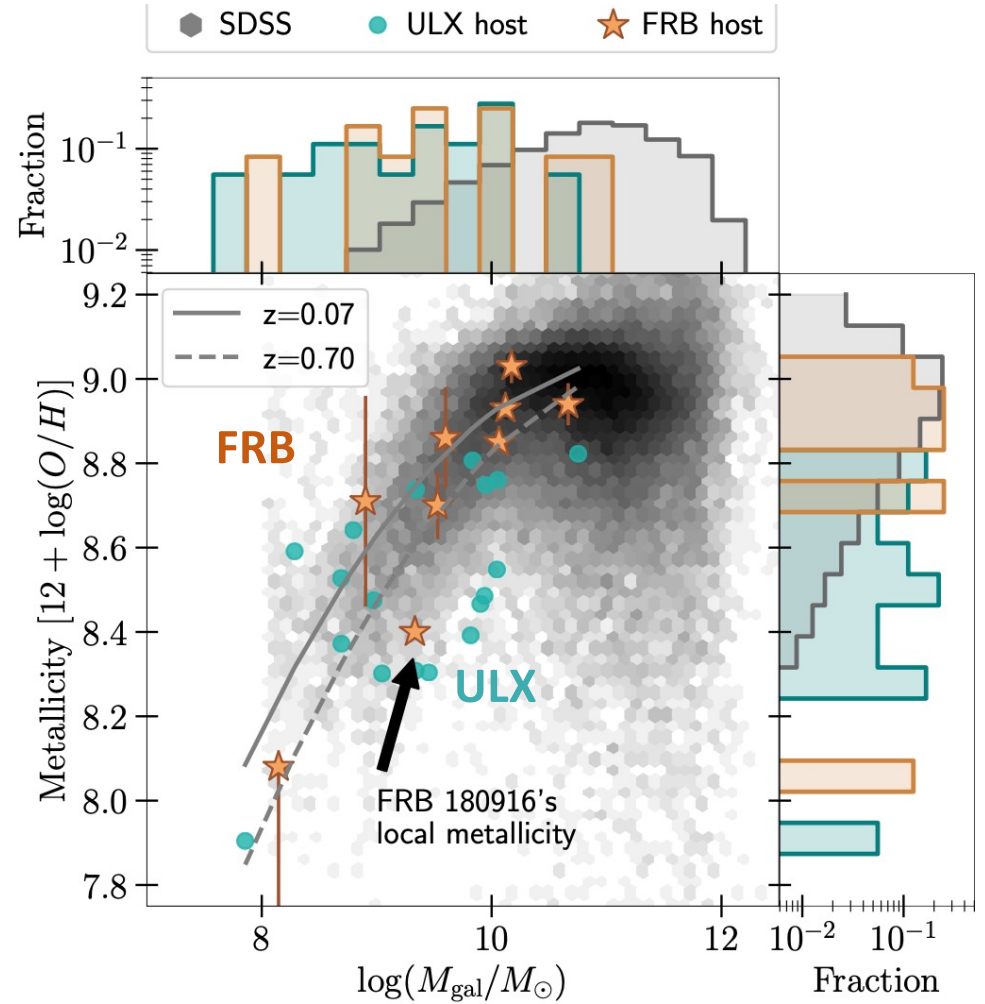 SDSS ULX host FRB host
Fraction
10⁻¹
10⁻²
z=0.07
z=0.70
Metallicity [12 + log(O/H)]
9.2
9.0
8.8
8.6
8.4
8.2
8.0
7.8
FRB
ULX
FRB 180916's
local metallicity
8 10 12
log(M_gal/M_⊙)
10⁻² 10⁻¹
Fraction